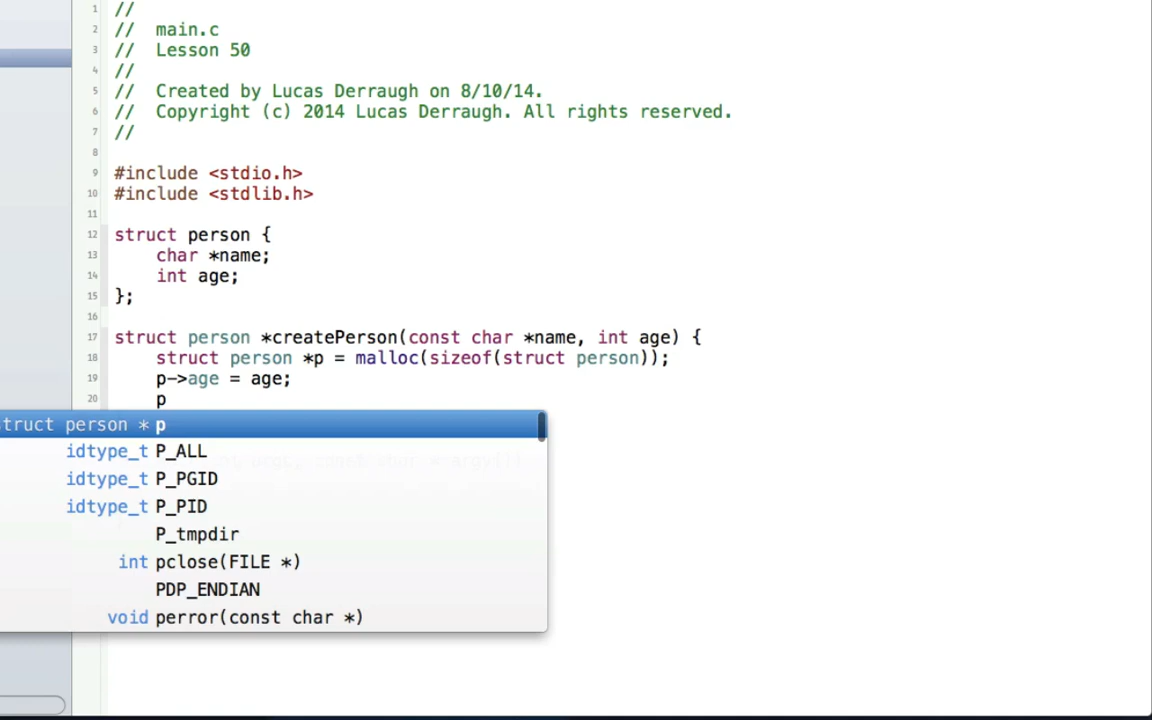 1 //
2 //  main.c
3 //  Lesson 50
4 //
5 //  Created by Lucas Derraugh on 8/10/14.
6 //  Copyright (c) 2014 Lucas Derraugh. All rights reserved.
7 //
8
9 #include <stdio.h>
10 #include <stdlib.h>
11
12 struct person {
13     char *name;
14     int age;
15 };
16
17 struct person *createPerson(const char *name, int age) {
18     struct person *p = malloc(sizeof(struct person));
19     p->age = age;
20     p
struct person * p
idtype_t P_ALL
idtype_t P_PGID
idtype_t P_PID
P_tmpdir
int pclose(FILE *)
PDP_ENDIAN
void perror(const char *)